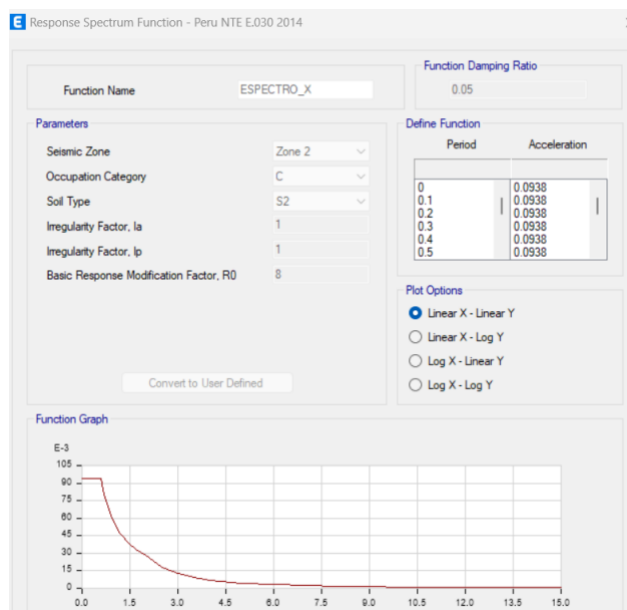 E Response Spectrum Function - Peru NTE E.030 2014
Function Name
ESPECTRO_X
Function Damping Ratio
0.05
Parameters
Seismic Zone Zone 2
Occupation Category C
Soil Type S2
Irregularity Factor, Ia 1
Irregularity Factor, Ip 1
Basic Response Modification Factor, R0 8
Convert to User Defined
Define Function
Period Acceleration
0 0.0938
0.1 0.0938
0.2 0.0938
0.3 0.0938
0.4 0.0938
0.5 0.0938
Plot Options
Linear X - Linear Y
Linear X - Log Y
Log X - Linear Y
Log X - Log Y
Function Graph
E-3
105
90
75
60
45
30
15
0
0.0 1.5 3.0 4.5 6.0 7.5 9.0 10.5 12.0 13.5 15.0